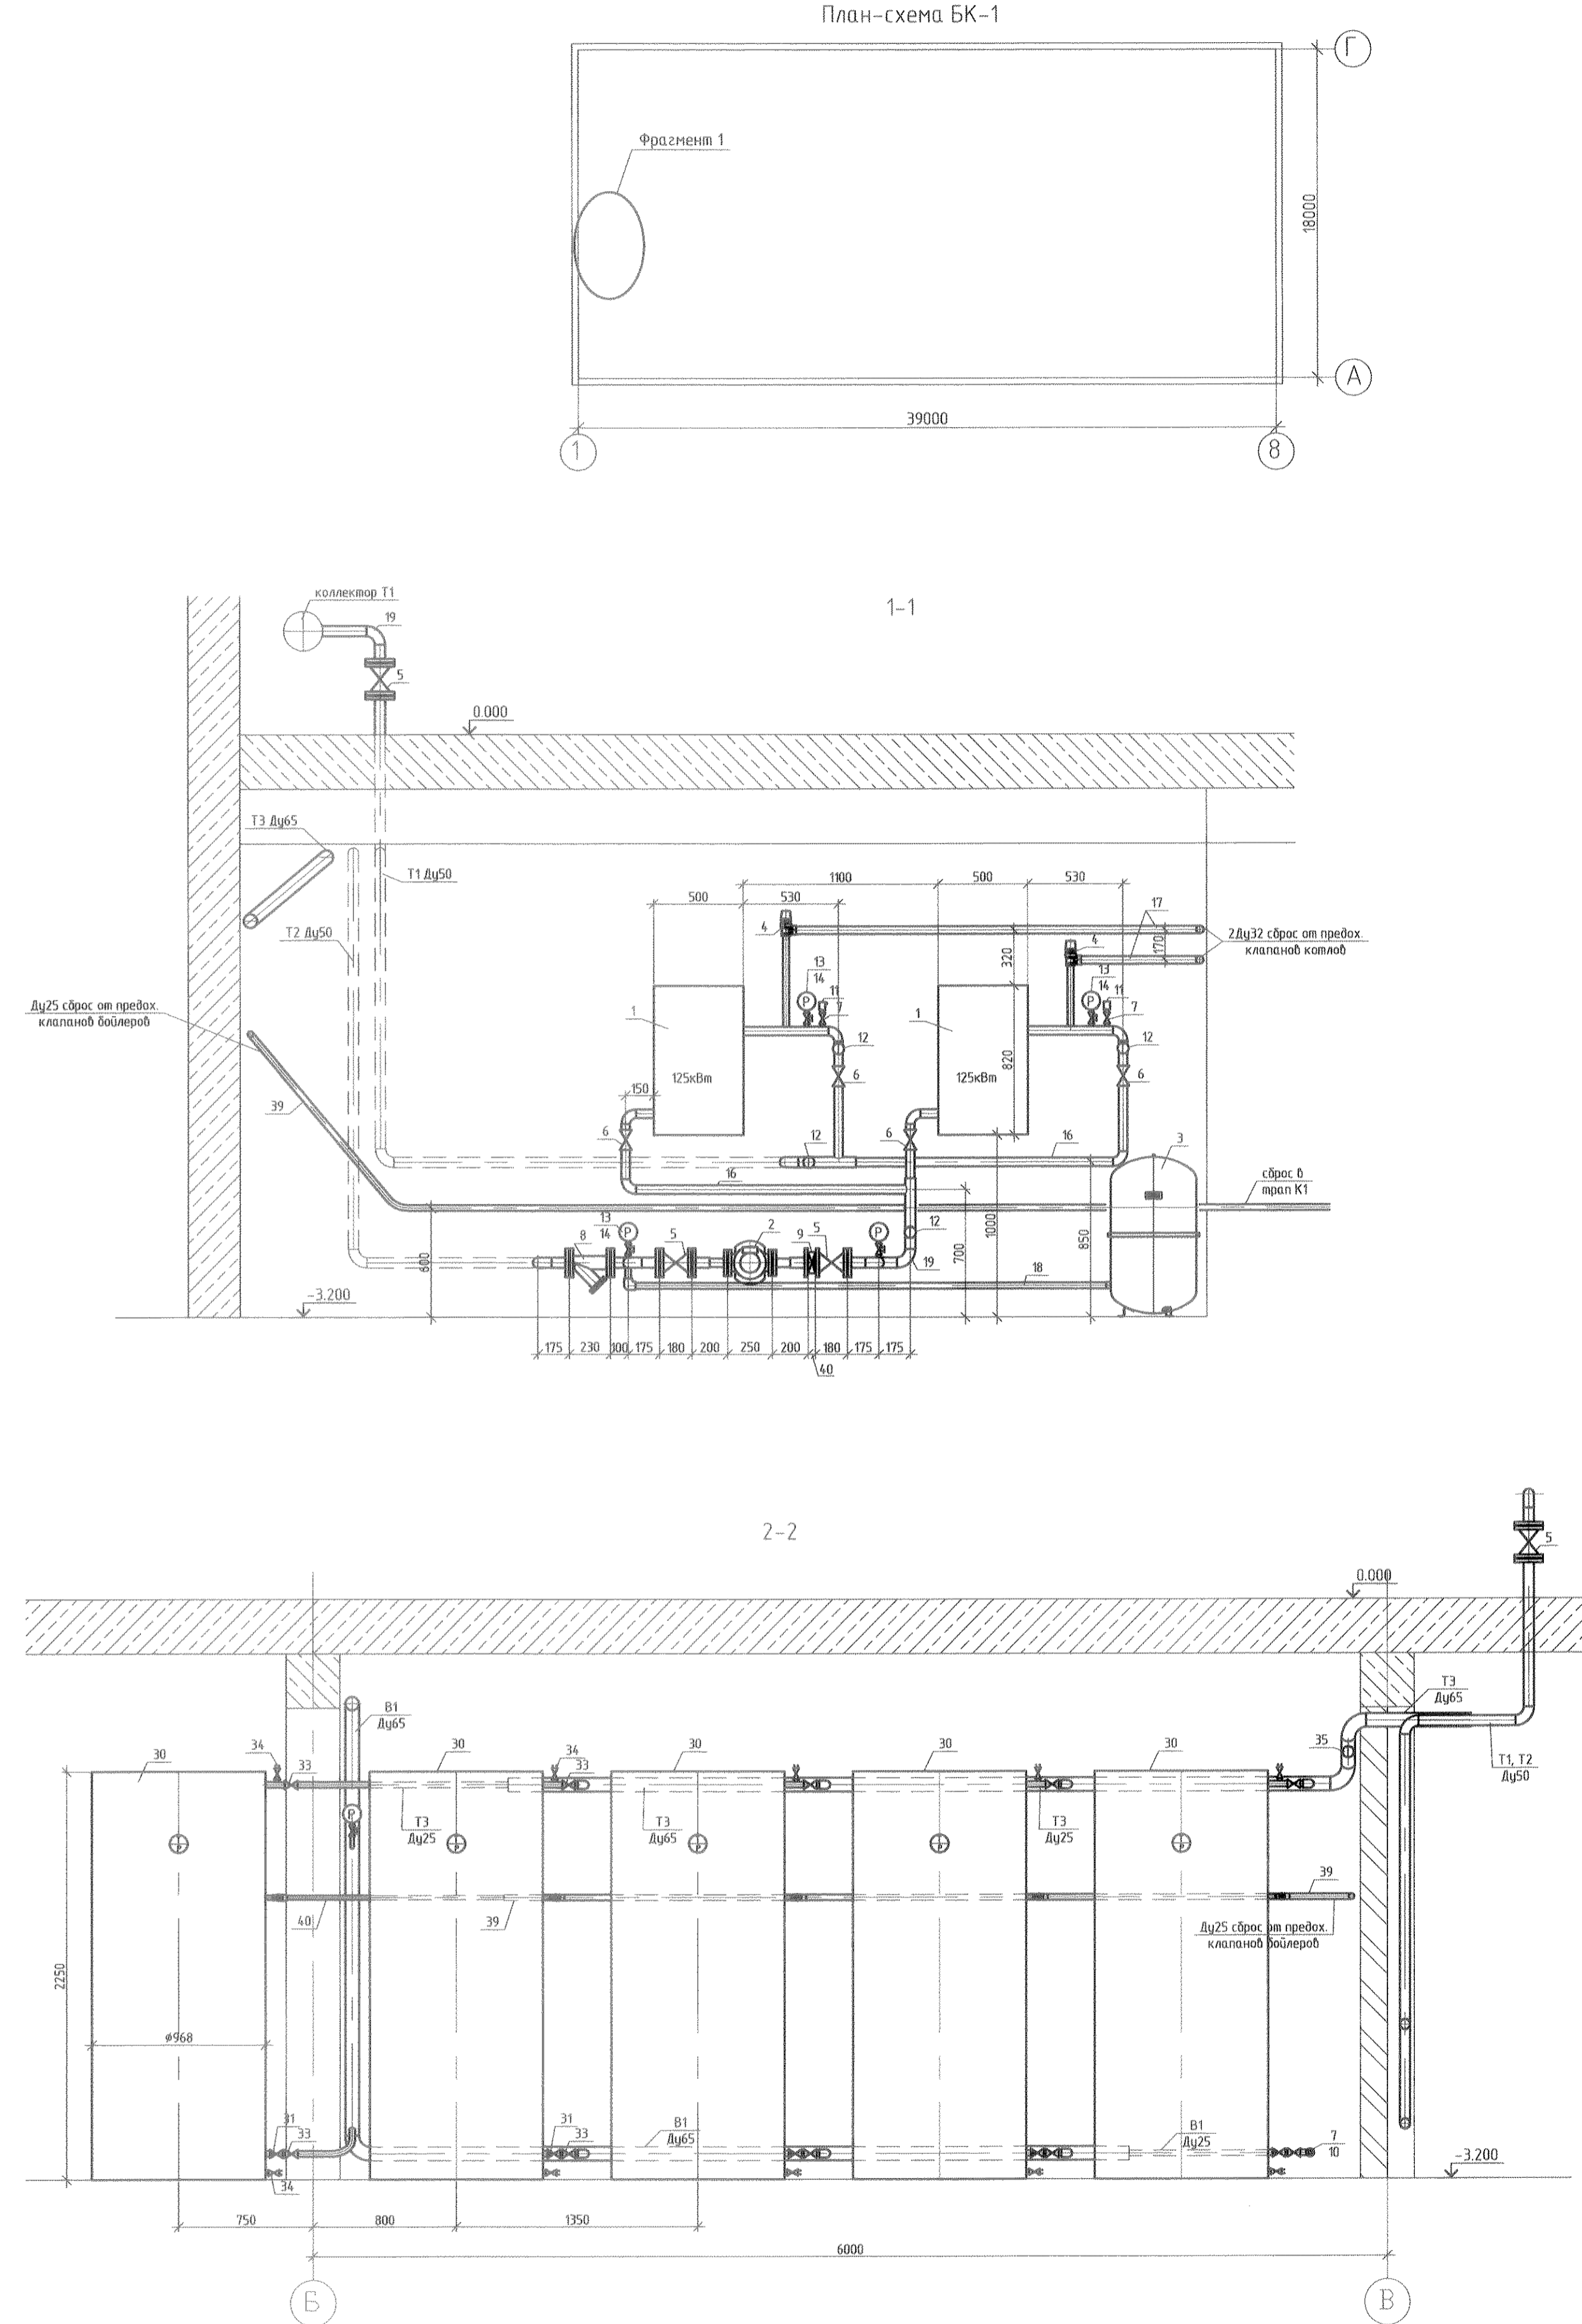 План-схема БК-1
Г
Фрагмент 1
18000
А
39000
1
8
коллектор Т1
19
1-1
5
0.000
Т3 Ду65
Т1 Ду50
1100
500
530
500
530
17
4
Т2 Ду50
4
2Ду32 сброс от предох.
клапанов котлов
320
170
13
14
11
7
P
13
14
11
7
P
Ду25 сброс от предох.
клапанов бойлеров
1
1
12
12
820
6
6
125кВт
125кВт
150
39
6
12
6
16
3
16
сброс в
трап К1
13
14
P
8
5
2
9
5
P
12
19
600
700
1000
850
18
-3.200
175
230
100
175
180
200
250
200
180
175
175
40
2-2
5
0.000
Т3
Ду65
В1
Ду65
34
30
33
30
34
33
30
30
30
35
Т1, Т2
Ду50
P
Т3
Ду25
Т3
Ду65
Т3
Ду25
P
P
P
P
P
39
40
39
Ду25 сброс от предох.
клапанов бойлеров
2250
ø968
31
33
31
33
В1
Ду65
В1
Ду25
7
10
34
-3.200
750
800
1350
6000
Б
В